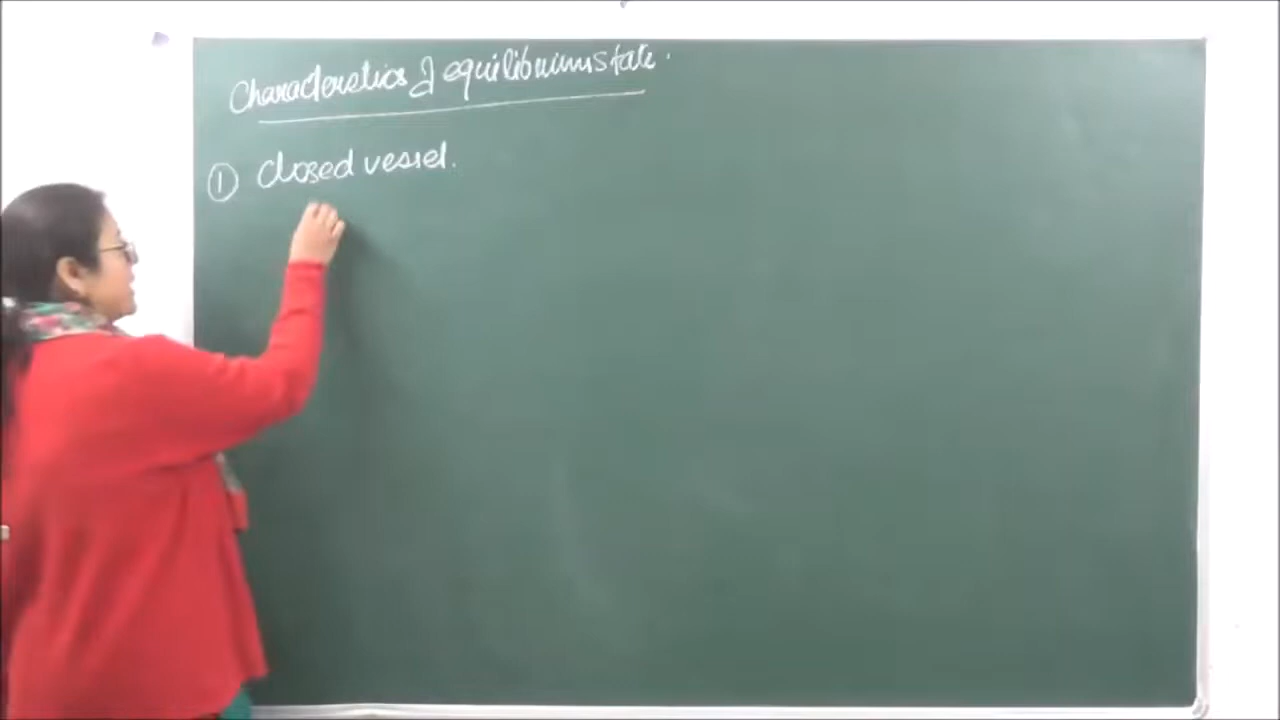 Characteristics of equilibrium state.
① Closed vessel.